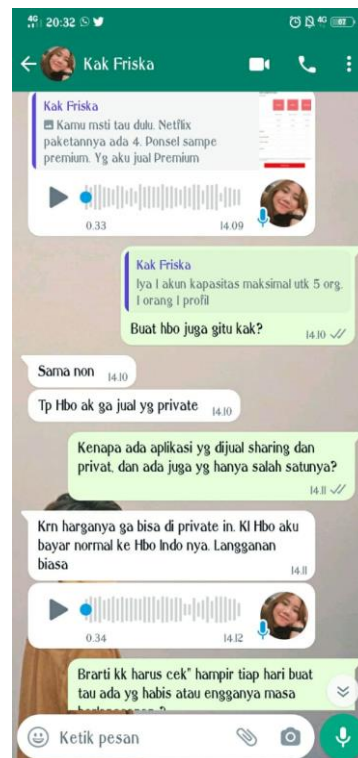 4G 20:32
4G 67
Kak Friska
Kak Friska
Kamu msti tau dulu. Netflix
paketannya ada 4. Ponsel sampe
premium. Yg aku jual Premium
0.33 14.09
Kak Friska
Iya 1 akun kapasitas maksimal utk 5 org.
1 orang 1 profil
Buat hbo juga gitu kak?
14.10
Sama non 14.10
Tp Hbo ak ga jual yg private 14.10
Kenapa ada aplikasi yg dijual sharing dan
privat, dan ada juga yg hanya salah satunya?
14.11
Krn harganya ga bisa di private in. Kl Hbo aku
bayar normal ke Hbo Indo nya. Langganan
biasa
14.11
0.34 14.12
Brarti kk harus cek" hampir tiap hari buat
tau ada yg habis atau engganya masa
Ketik pesan